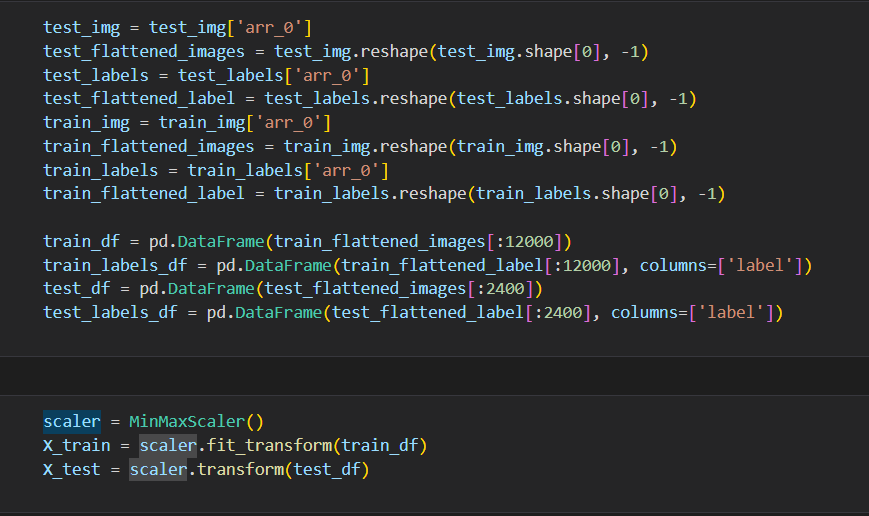 test_img = test_img['arr_0']
test_flattened_images = test_img.reshape(test_img.shape[0], -1)
test_labels = test_labels['arr_0']
test_flattened_label = test_labels.reshape(test_labels.shape[0], -1)
train_img = train_img['arr_0']
train_flattened_images = train_img.reshape(train_img.shape[0], -1)
train_labels = train_labels['arr_0']
train_flattened_label = train_labels.reshape(train_labels.shape[0], -1)
train_df = pd.DataFrame(train_flattened_images[:12000])
train_labels_df = pd.DataFrame(train_flattened_label[:12000], columns=['label'])
test_df = pd.DataFrame(test_flattened_images[:2400])
test_labels_df = pd.DataFrame(test_flattened_label[:2400], columns=['label'])
scaler = MinMaxScaler()
X_train = scaler.fit_transform(train_df)
X_test = scaler.transform(test_df)